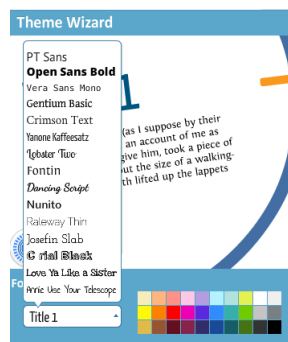 Theme Wizard
PT Sans
Open Sans Bold
Vera Sans Mono
Gentium Basic
Crimson Text
Yanone Kaffeesatz
Lobster Two
Fontin
Dancing Script
Nunito
Raleway Thin
Josefin Slab
Love Ya Like a Sister
Annie Use Your Telescope
1
(as I suppose by their
an account of me as
give him, took a piece of
out the size of a walking-
th lifted up the lappets
Fo
Title 1